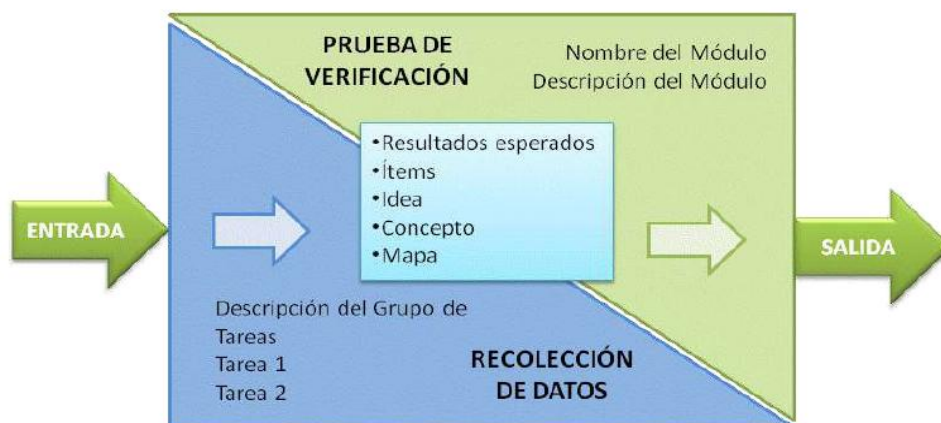 PRUEBA DE
VERIFICACIÓN
Nombre del Módulo
Descripción del Módulo
•Resultados esperados
•Ítems
•Idea
•Concepto
•Mapa
ENTRADA
SALIDA
Descripción del Grupo de
Tareas
Tarea 1
Tarea 2
RECOLECCIÓN
DE DATOS